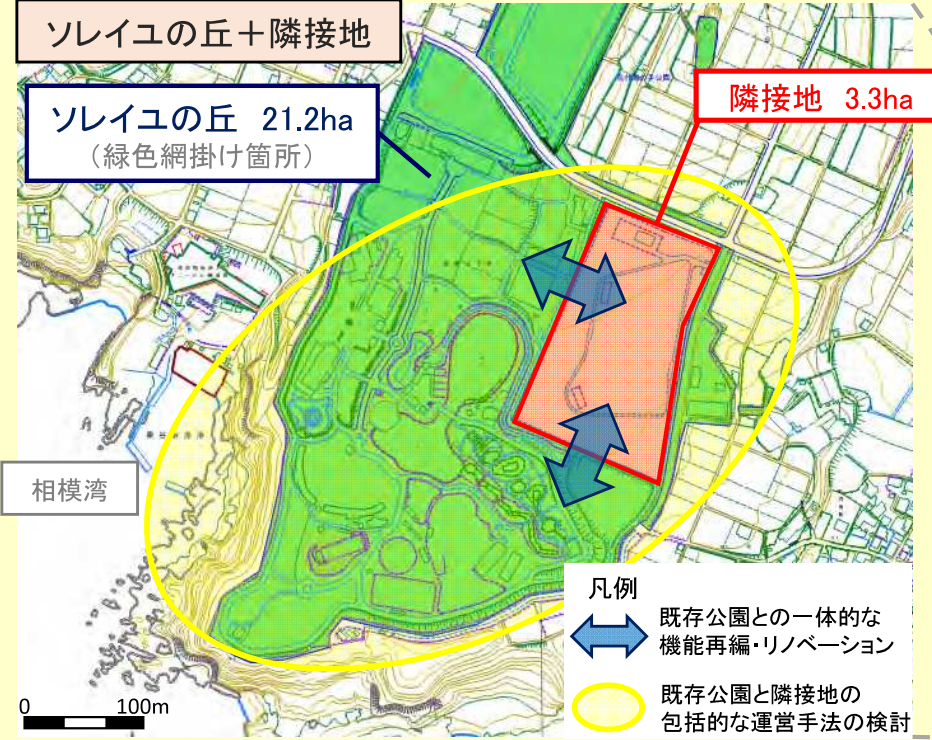 ソレイユの丘＋隣接地
ソレイユの丘 21.2ha
（緑色網掛け箇所）
隣接地 3.3ha
相模湾
凡例
既存公園との一体的な
機能再編・リノベーション
既存公園と隣接地の
包括的な運営手法の検討
0 100m